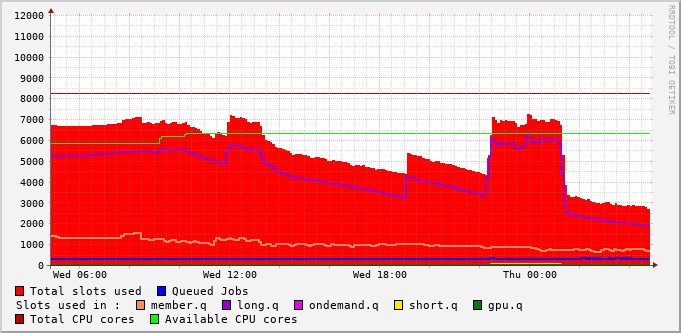 12000
11000
10000
9000
8000
7000
6000
5000
4000
3000
2000
1000
0
Wed 06:00 Wed 12:00 Wed 18:00 Thu 00:00
RRDTOOL / TOBI OETIKER
Total slots used Queued Jobs
Slots used in : member.q long.q ondemand.q short.q gpu.q
Total CPU cores Available CPU cores